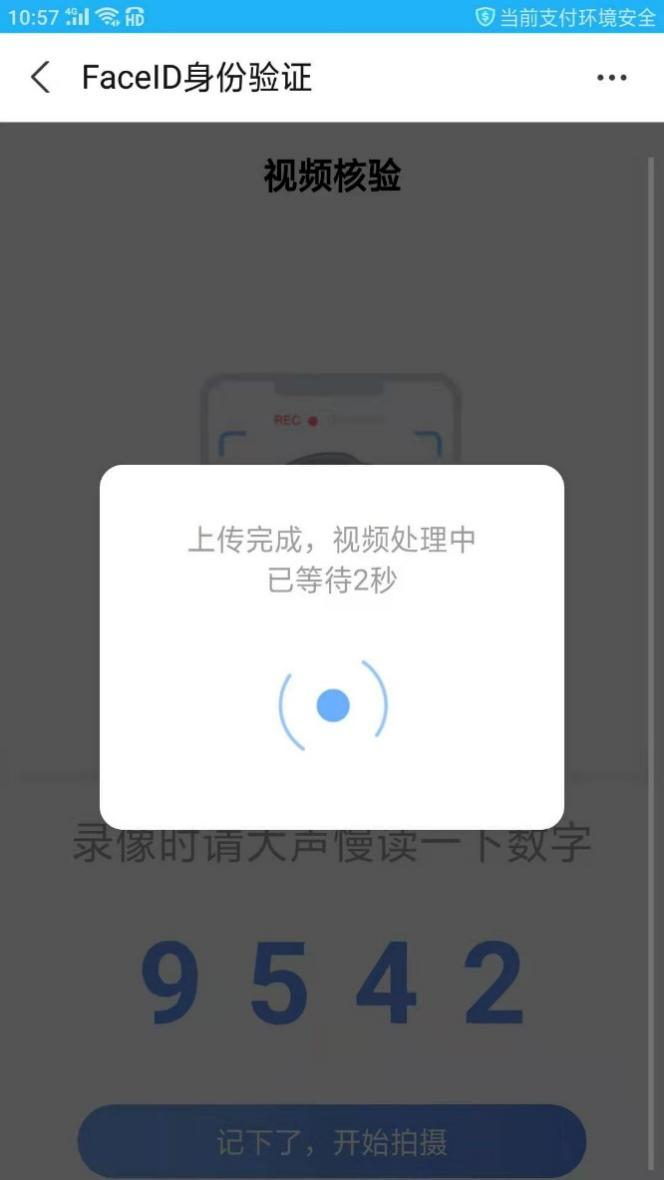 10:57 4G HD 当前支付环境安全
FaceID身份验证
视频核验
REC
上传完成，视频处理中
已等待2秒
录像时请大声慢读一下数字
9 5 4 2
记下了，开始拍摄